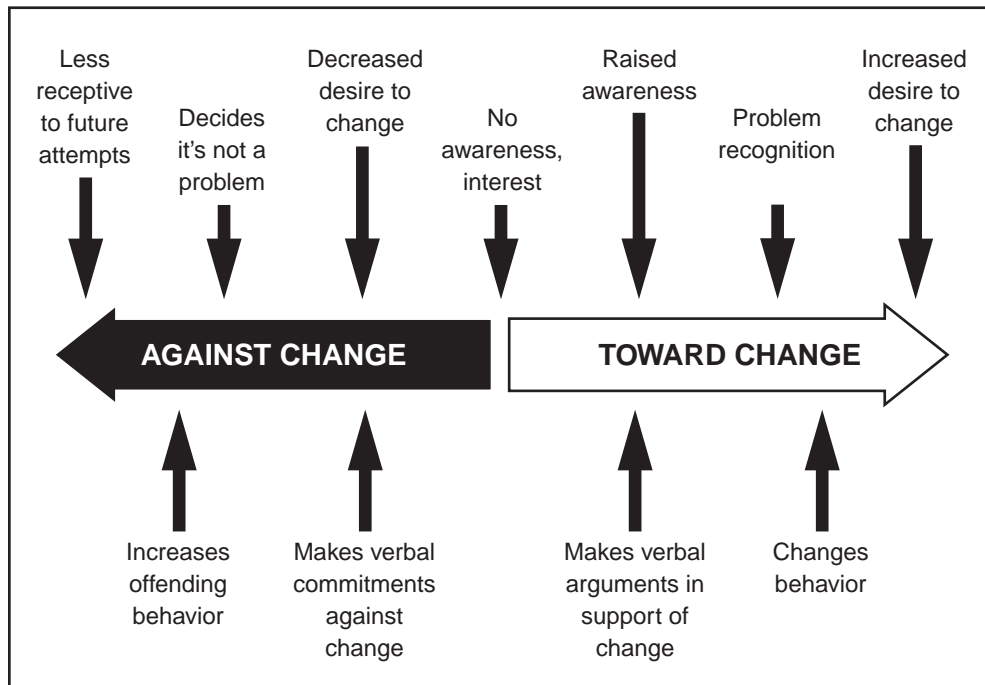 Less
receptive
to future
attempts
Decides
it's not a
problem
Decreased
desire to
change
No
awareness,
interest
Raised
awareness
Problem
recognition
Increased
desire to
change
AGAINST CHANGE
TOWARD CHANGE
Increases
offending
behavior
Makes verbal
commitments
against
change
Makes verbal
arguments in
support of
change
Changes
behavior